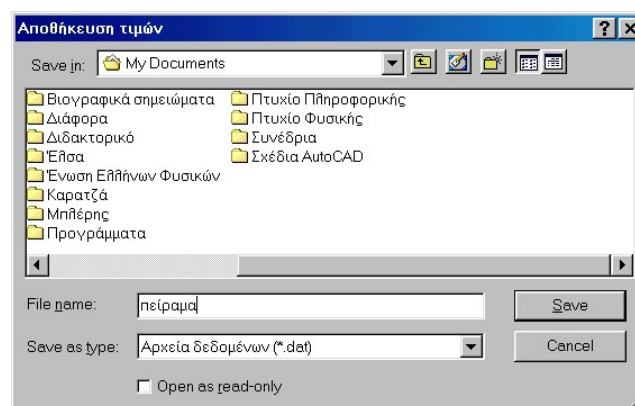 Αποθήκευση τιμών
Save in: My Documents
Βιογραφικά σημειώματα
Διάφορα
Διδακτορικό
Έλσα
Ένωση Ελλήνων Φυσικών
Καρατζά
Μπλέρης
Προγράμματα
Πτυχίο Πληροφορικής
Πτυχίο Φυσικής
Συνέδρια
Σχέδια AutoCAD
File name: πείραμα
Save
Save as type: Αρχεία δεδομένων (*.dat)
Cancel
Open as read-only